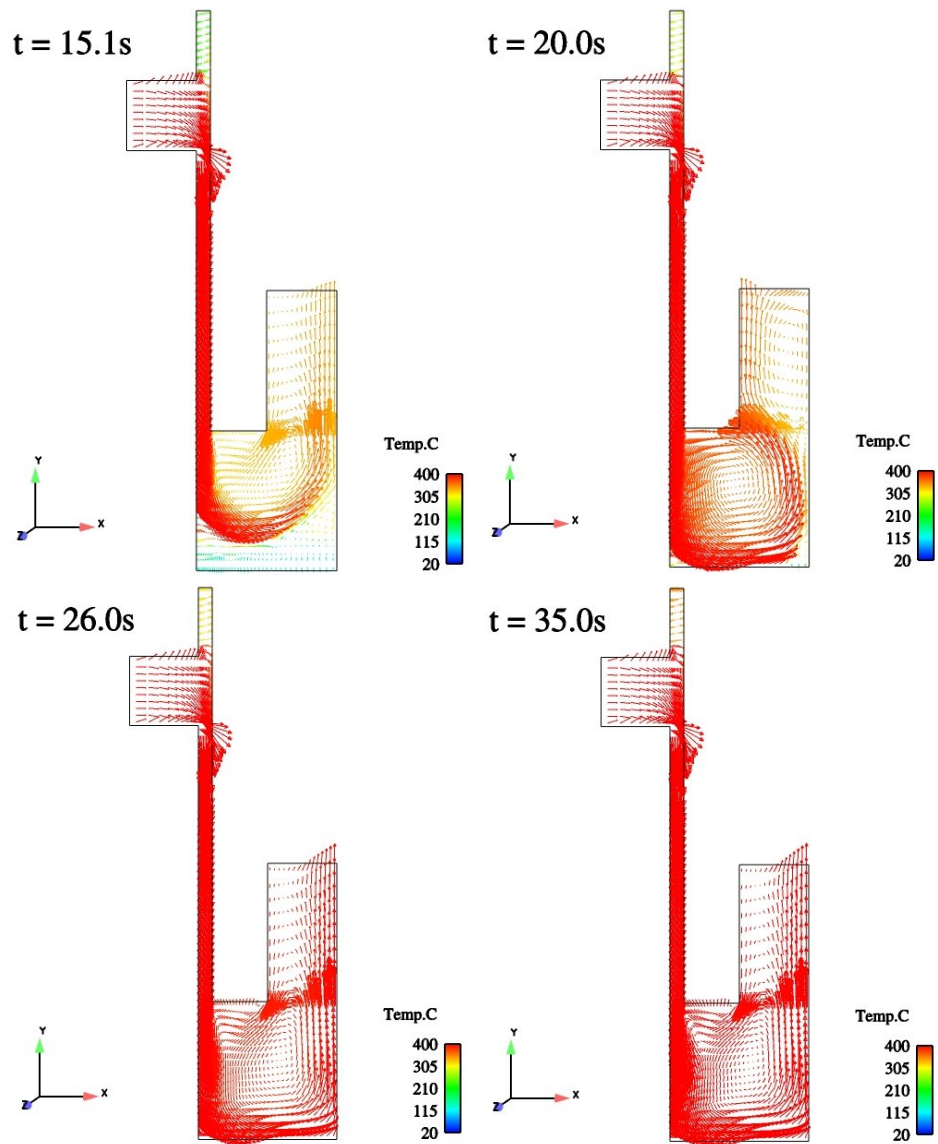 t = 15.1s
t = 20.0s
Temp.C
400
305
210
115
20
Y
X
Z
Temp.C
400
305
210
115
20
Y
X
Z
t = 26.0s
t = 35.0s
Temp.C
400
305
210
115
20
Y
X
Z
Temp.C
400
305
210
115
20
Y
X
Z